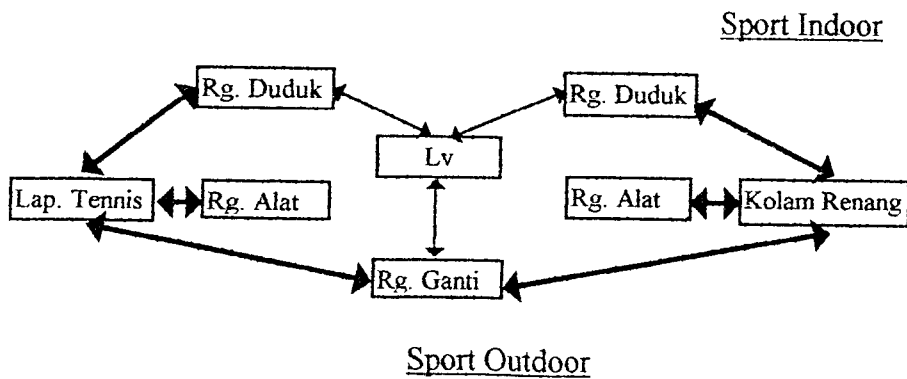 Sport Indoor
Rg. Duduk
Rg. Duduk
Lv
Lap. Tennis
Rg. Alat
Rg. Alat
Kolam Renang
Rg. Ganti
Sport Outdoor